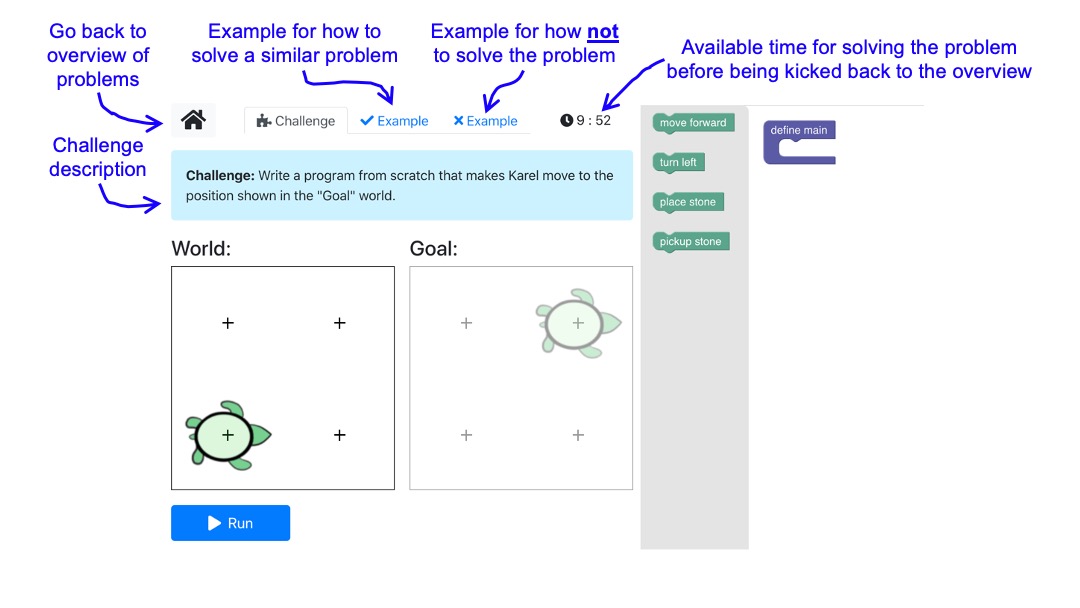 Go back to
overview of
problems
Example for how to
solve a similar problem
Example for how not
to solve the problem
Available time for solving the problem
before being kicked back to the overview
Challenge
description
Challenge
Example
Example
9 : 52
Challenge: Write a program from scratch that makes Karel move to the
position shown in the "Goal" world.
World:
Goal:
Run
move forward
turn left
place stone
pickup stone
define main